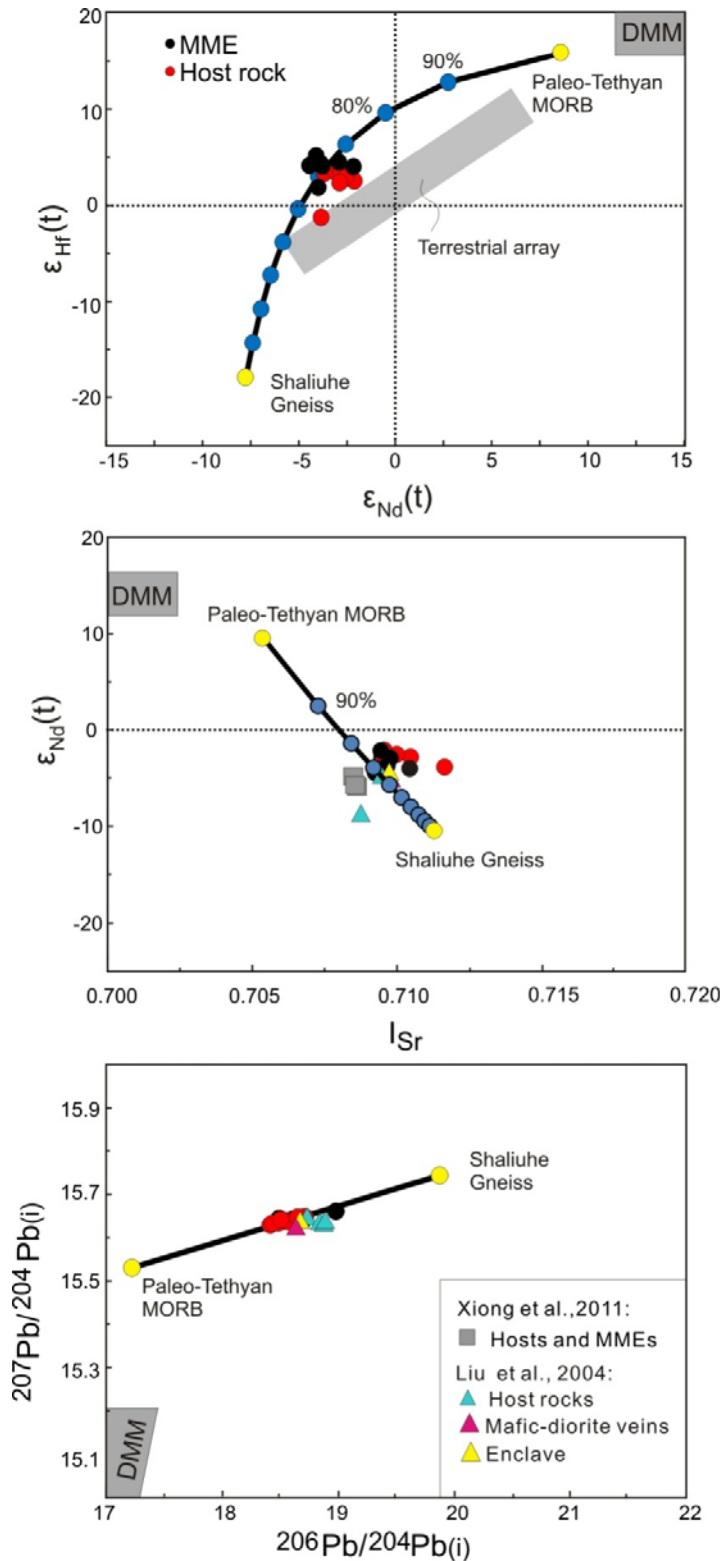 20
10
0
-10
-20
εHf(t)
MME
Host rock
DMM
90%
80%
Paleo-Tethyan
MORB
Terrestrial array
Shaliuhe
Gneiss
-15
-10
-5
0
5
10
15
εNd(t)
20
10
0
-10
-20
εNd(t)
DMM
Paleo-Tethyan MORB
90%
Shaliuhe Gneiss
0.700
0.705
0.710
0.715
0.720
ISr
15.9
15.7
15.5
15.3
15.1
207Pb/204Pb(i)
Shaliuhe
Gneiss
Paleo-Tethyan
MORB
DMM
Xiong et al.,2011:
Hosts and MMEs
Liu et al., 2004:
Host rocks
Mafic-diorite veins
Enclave
17
18
19
20
21
22
206Pb/204Pb(i)